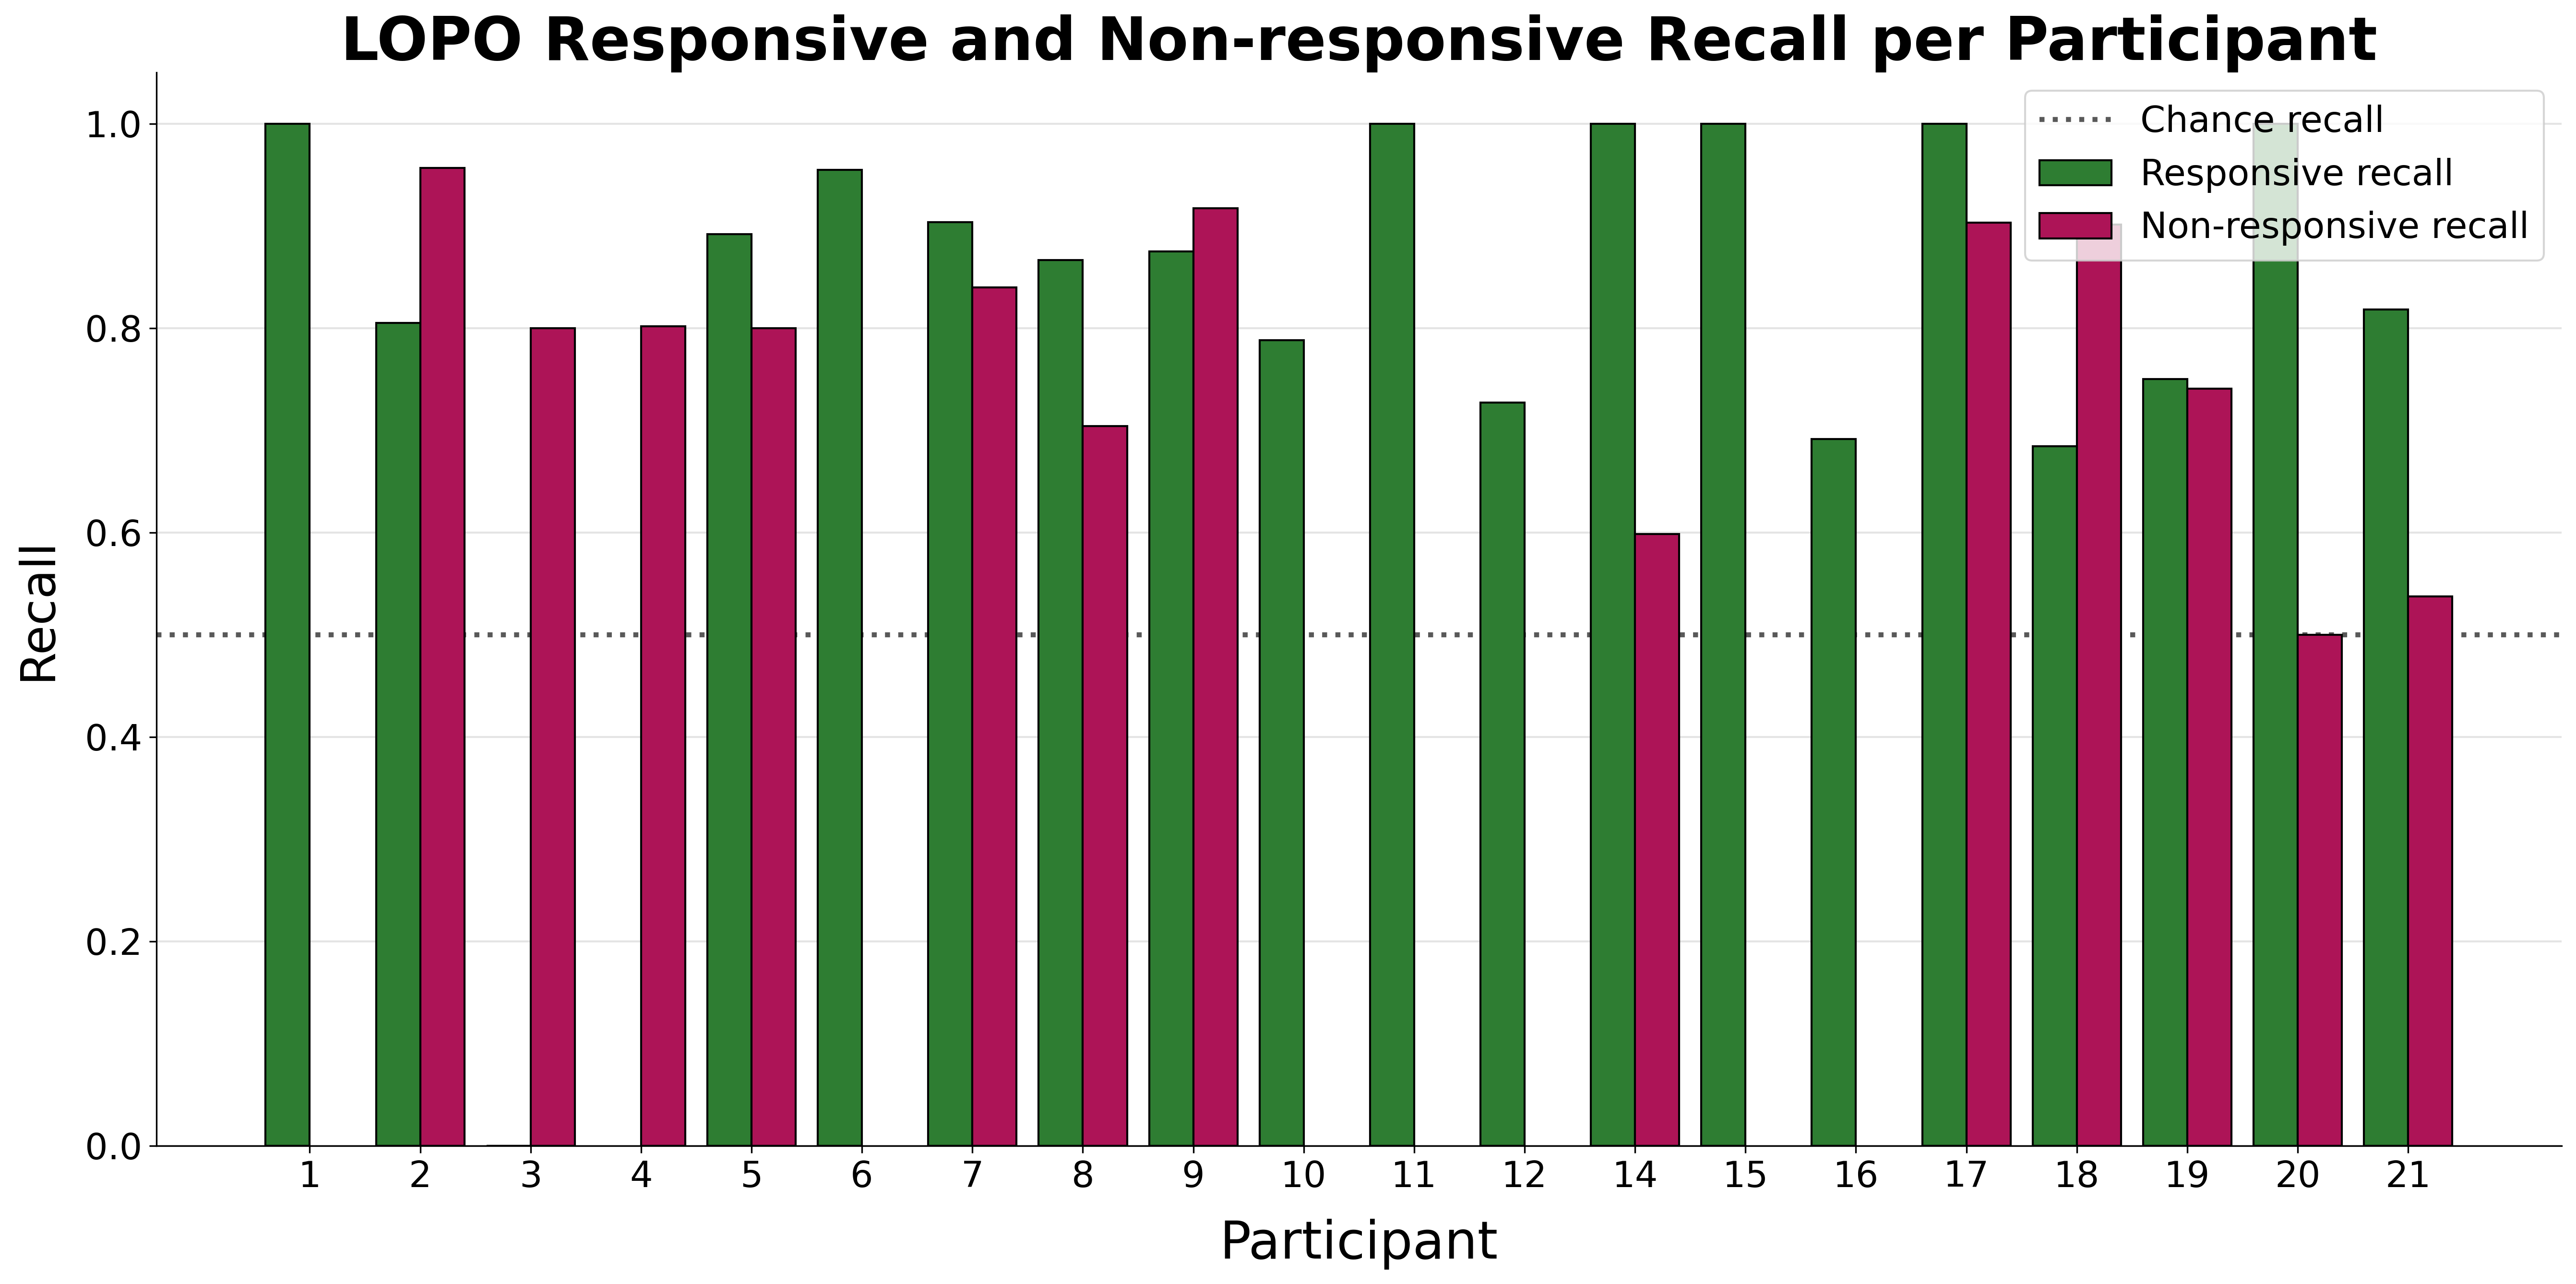 LOPO Responsive and Non-responsive Recall per Participant
Chance recall
Responsive recall
Non-responsive recall
1.0
0.8
0.6
0.4
0.2
0.0
Recall
1 2 3 4 5 6 7 8 9 10 11 12 14 15 16 17 18 19 20 21
Participant